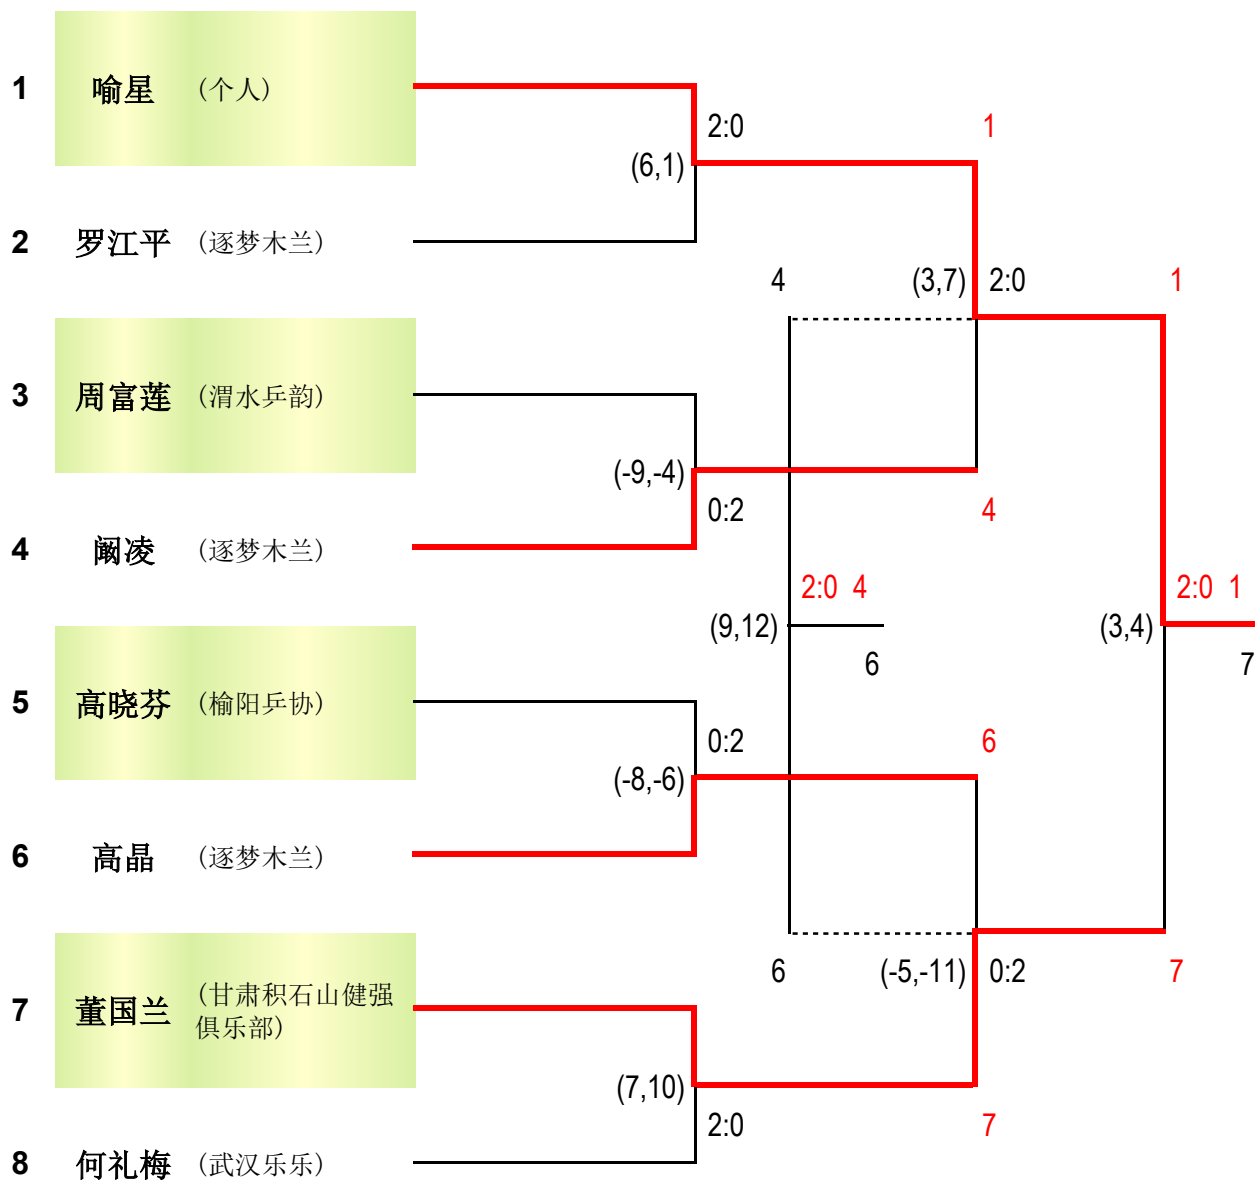 1 喻星 (个人)
2:0 1
(6,1)
2 罗江平 (逐梦木兰)
4 (3,7) 2:0 1
3 周富莲 (渭水乒韵)
(-9,-4)
0:2 4
4 阚凌 (逐梦木兰)
2:0 4 2:0 1
(9,12) (3,4)
6 7
5 高晓芬 (榆阳乒协)
0:2 6
(-8,-6)
6 高晶 (逐梦木兰)
6 (-5,-11) 0:2 7
7 董国兰 (甘肃积石山健强
俱乐部)
(7,10)
2:0 7
8 何礼梅 (武汉乐乐)